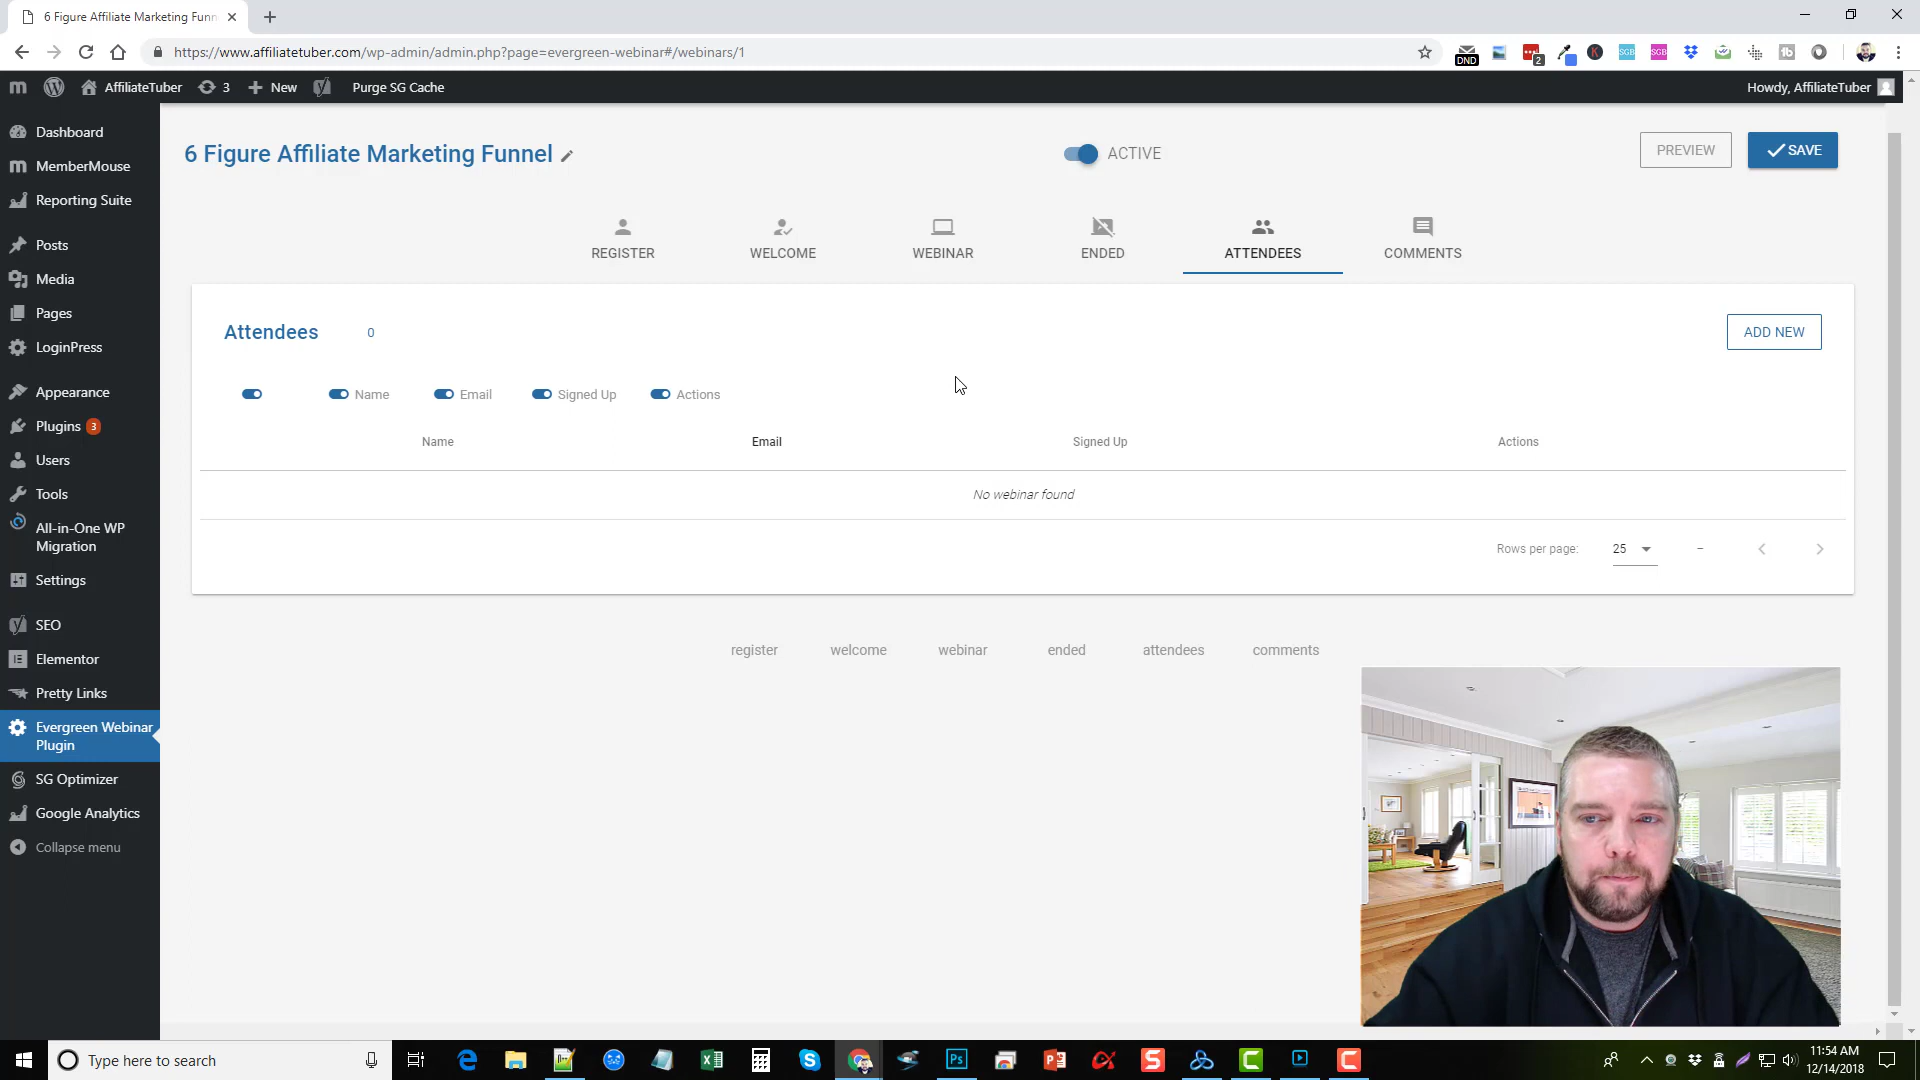 6 Figure Affiliate Marketing Funn
https://www.affiliatetuber.com/wp-admin/admin.php?page=evergreen-webinar#/webinars/1
DND
2
SGB
SGB
AffiliateTuber
3
New
Purge SG Cache
Howdy, AffiliateTuber
Dashboard
MemberMouse
Reporting Suite
Posts
Media
Pages
LoginPress
Appearance
Plugins 3
Users
Tools
All-in-One WP
Migration
Settings
SEO
Elementor
Pretty Links
Evergreen Webinar
Plugin
SG Optimizer
Google Analytics
Collapse menu
6 Figure Affiliate Marketing Funnel
ACTIVE
PREVIEW
SAVE
REGISTER
WELCOME
WEBINAR
ENDED
ATTENDEES
COMMENTS
Attendees 0
ADD NEW
Name
Email
Signed Up
Actions
Name Email Signed Up Actions
No webinar found
Rows per page: 25 –
register welcome webinar ended attendees comments
Type here to search
Ps
11:54 AM
12/14/2018